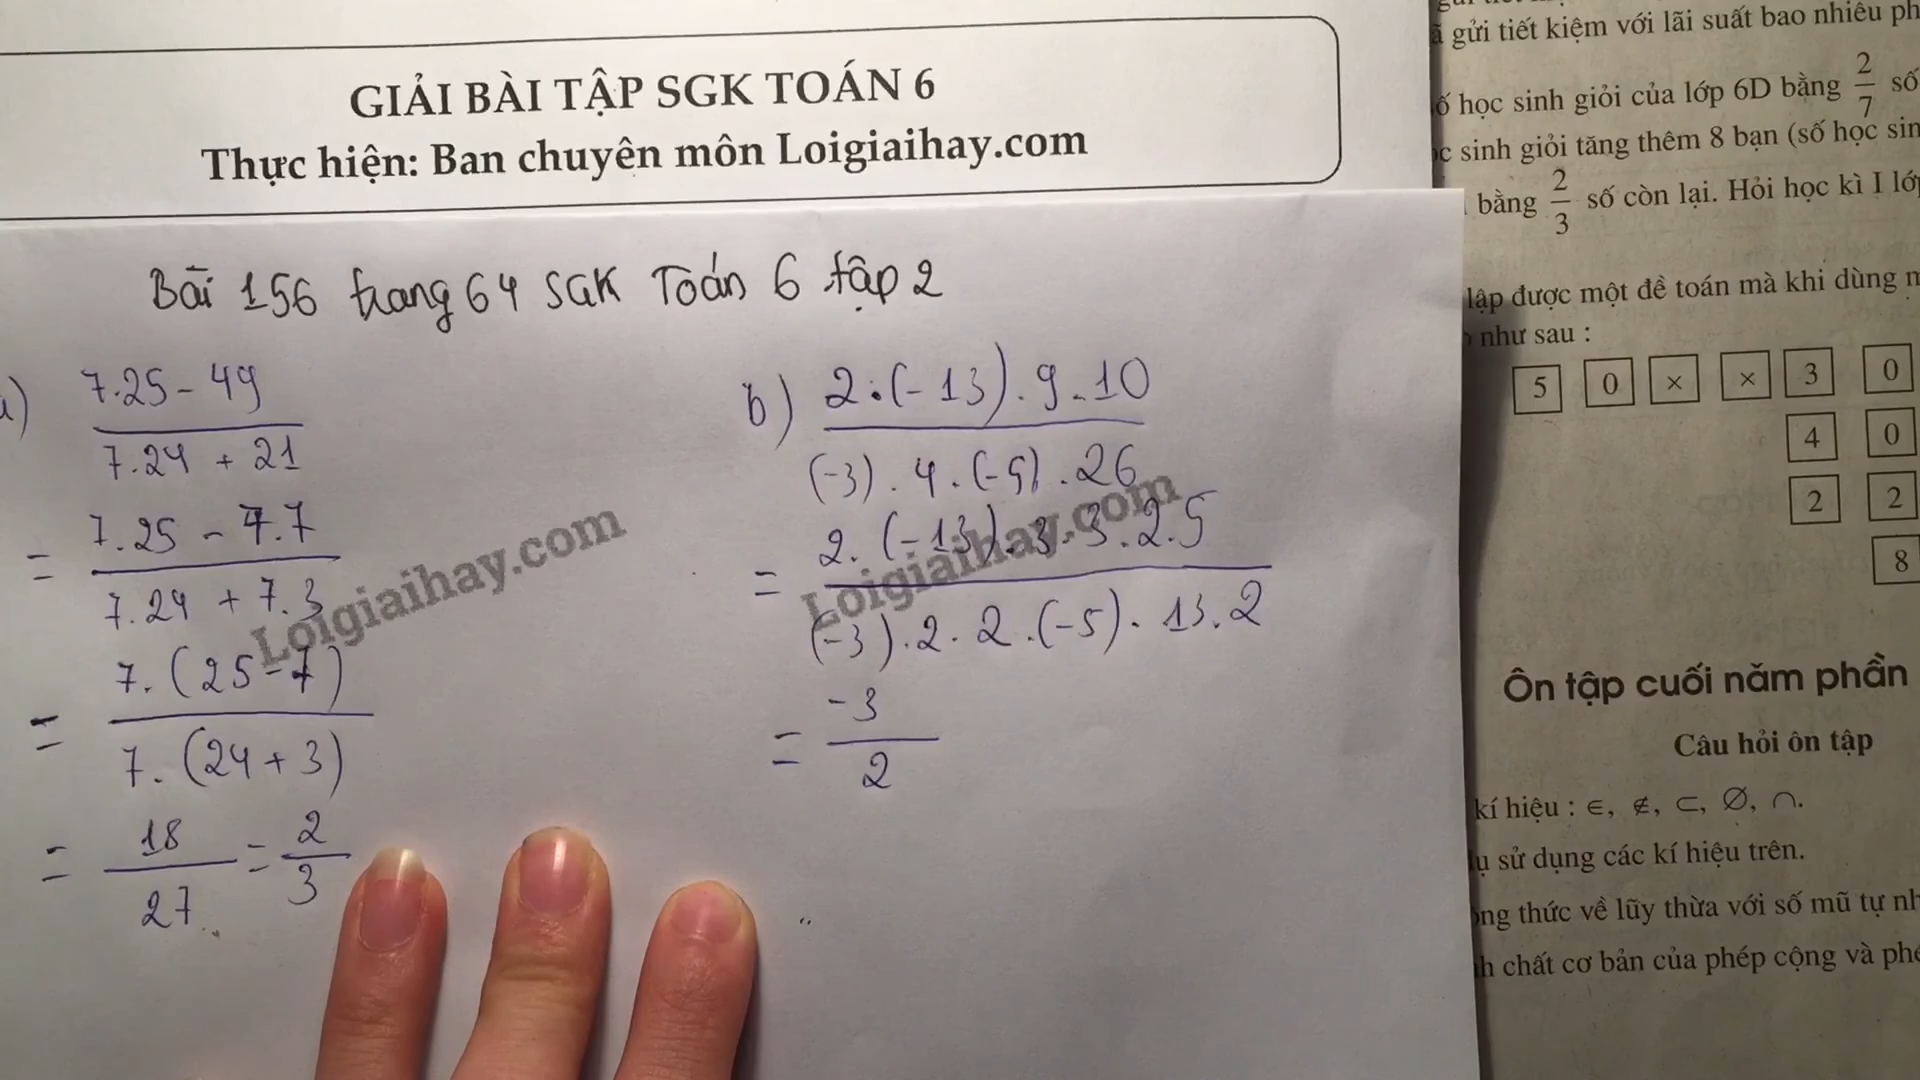 GIẢI BÀI TẬP SGK TOÁN 6
Thực hiện: Ban chuyên môn Loigiaihay.com
Bài 156 trang 64 SGK Toán 6 tập 2
a) 7.25 - 49
7.24 + 21
= 7.25 - 7.7
7.24 + 7.3
= 7.(25-7)
7.(24+3)
= 18
27
= 2
3
b) 2.(-13).9.10
(-3).4.(-5).26
= 2.(-13).3.3.2.5
(-3).2.2.(-5).13.2
= -3
2
Loigiaihay.com
Loigiaihay.com
gửi tiết kiệm với lãi suất bao nhiêu
học sinh giỏi của lớp 6D bằng 2/7 số
sinh giỏi tăng thêm 8 bạn (số học
bằng 2/3 số còn lại. Hỏi học kì I
lập được một đề toán mà khi dùng
như sau :
5 0 × × 3 0
4 0
2 2
8
Ôn tập cuối năm phần
Câu hỏi ôn tập
kí hiệu : ∈, ∉, ⊂, ∅, ∩.
sử dụng các kí hiệu trên.
thức về lũy thừa với số mũ tự
chất cơ bản của phép cộng và